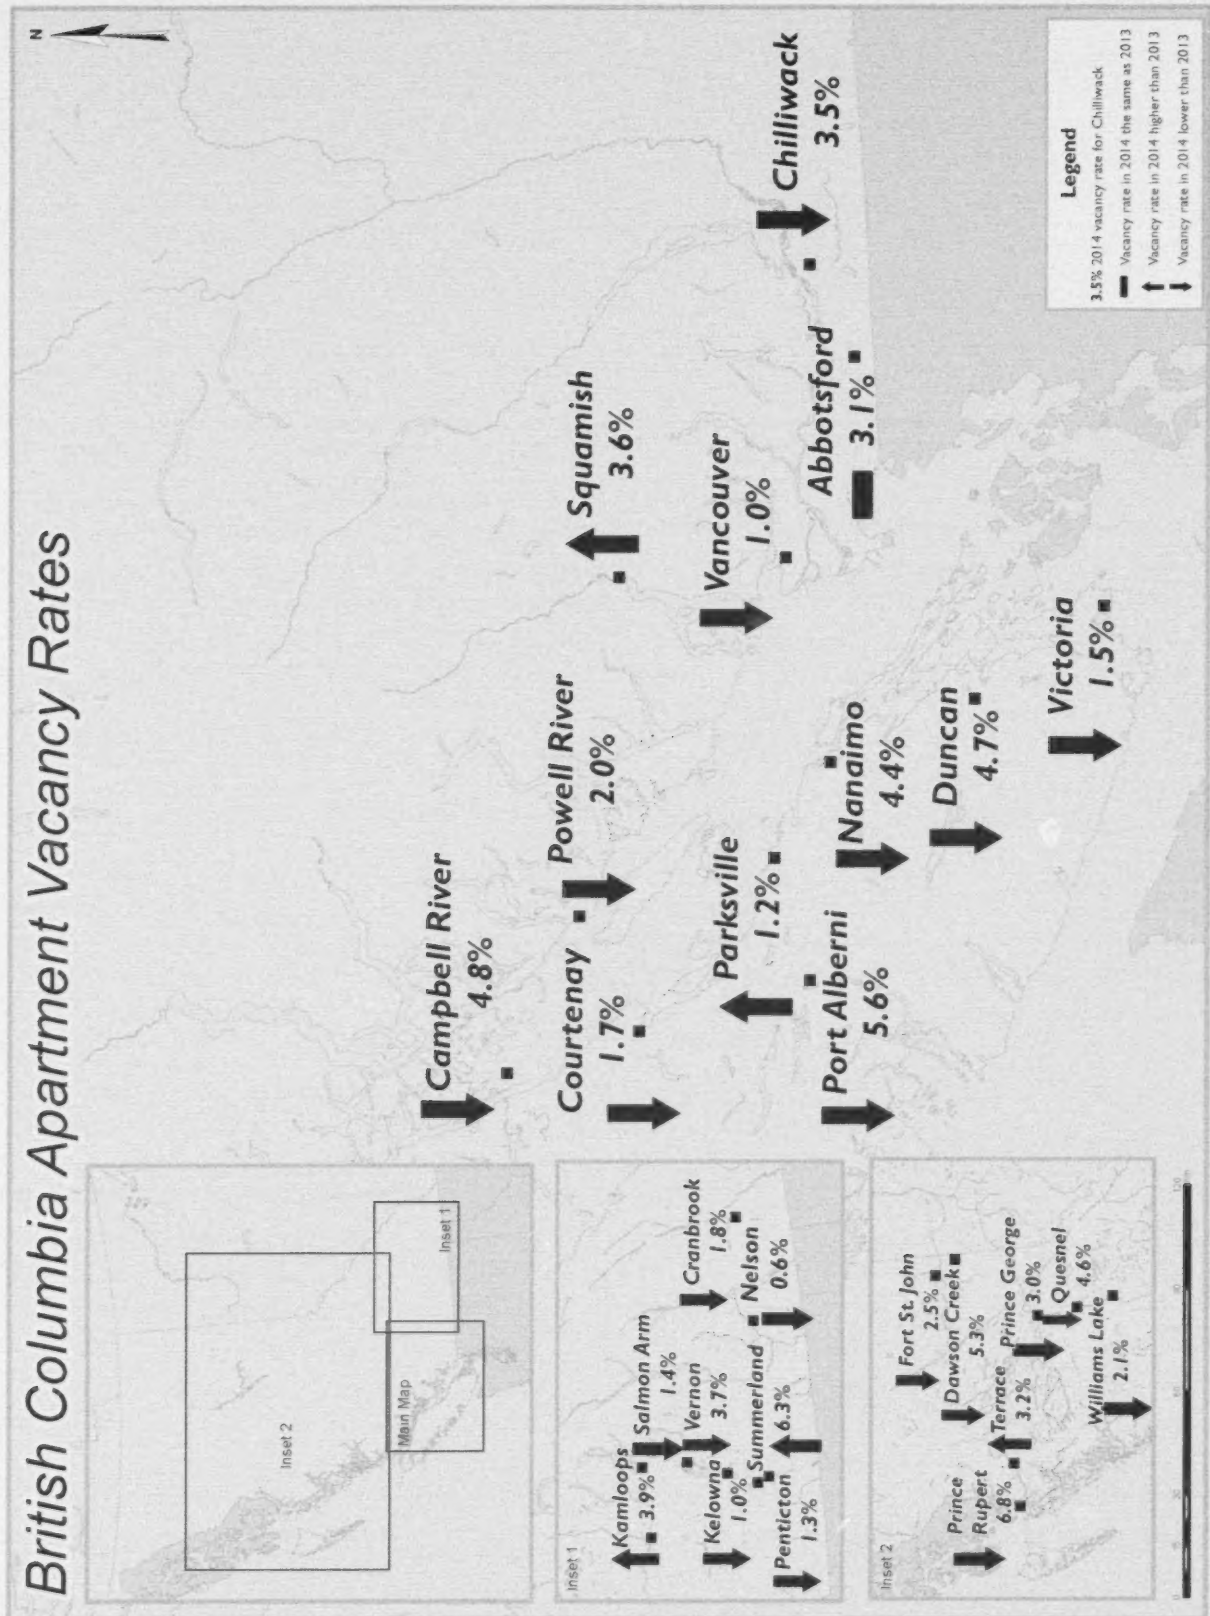 British Columbia Apartment Vacancy Rates
N
Inset 2
Main Map
Inset 1
Campbell River
4.8%
Courtenay
1.7%
Powell River
2.0%
Squamish
3.6%
Parksville
1.2%
Vancouver
1.0%
Chilliwack
3.5%
Port Alberni
5.6%
Nanaimo
4.4%
Abbotsford
3.1%
Duncan
4.7%
Victoria
1.5%
Inset 1
Kamloops
3.9%
Salmon Arm
1.4%
Vernon
3.7%
Kelowna
1.0%
Summerland
6.3%
Penticton
1.3%
Cranbrook
1.8%
Nelson
0.6%
Inset 2
Fort St. John
2.5%
Dawson Creek
5.3%
Prince
Rupert
6.8%
Terrace
3.2%
Prince George
3.0%
Quesnel
4.6%
Williams Lake
2.1%
Legend
3.5% 2014 vacancy rate for Chilliwack
Vacancy rate in 2014 the same as 2013
Vacancy rate in 2014 higher than 2013
Vacancy rate in 2014 lower than 2013